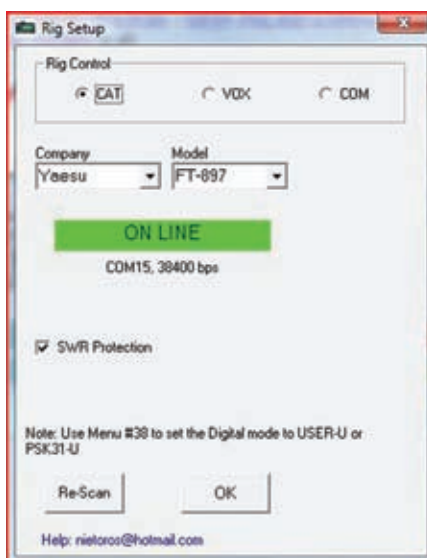 Rig Setup
Rig Control
CAT VOX COM
Company Model
Yaesu FT-897
ON LINE
COM15, 38400 bps
SWR Protection
Note: Use Menu #38 to set the Digital mode to USER-U or
PSK31-U
Re-Scan OK
Help: nietoros@hotmail.com